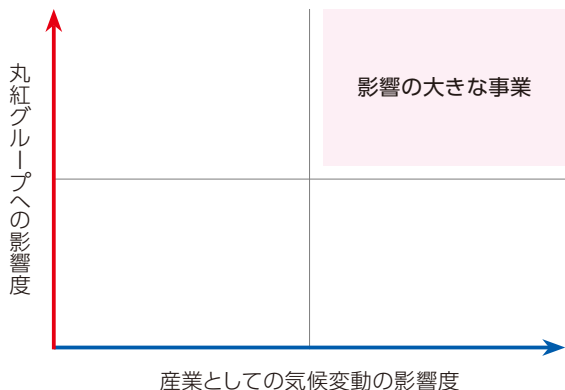 影響の大きな事業
丸紅グループへの影響度
産業としての気候変動の影響度